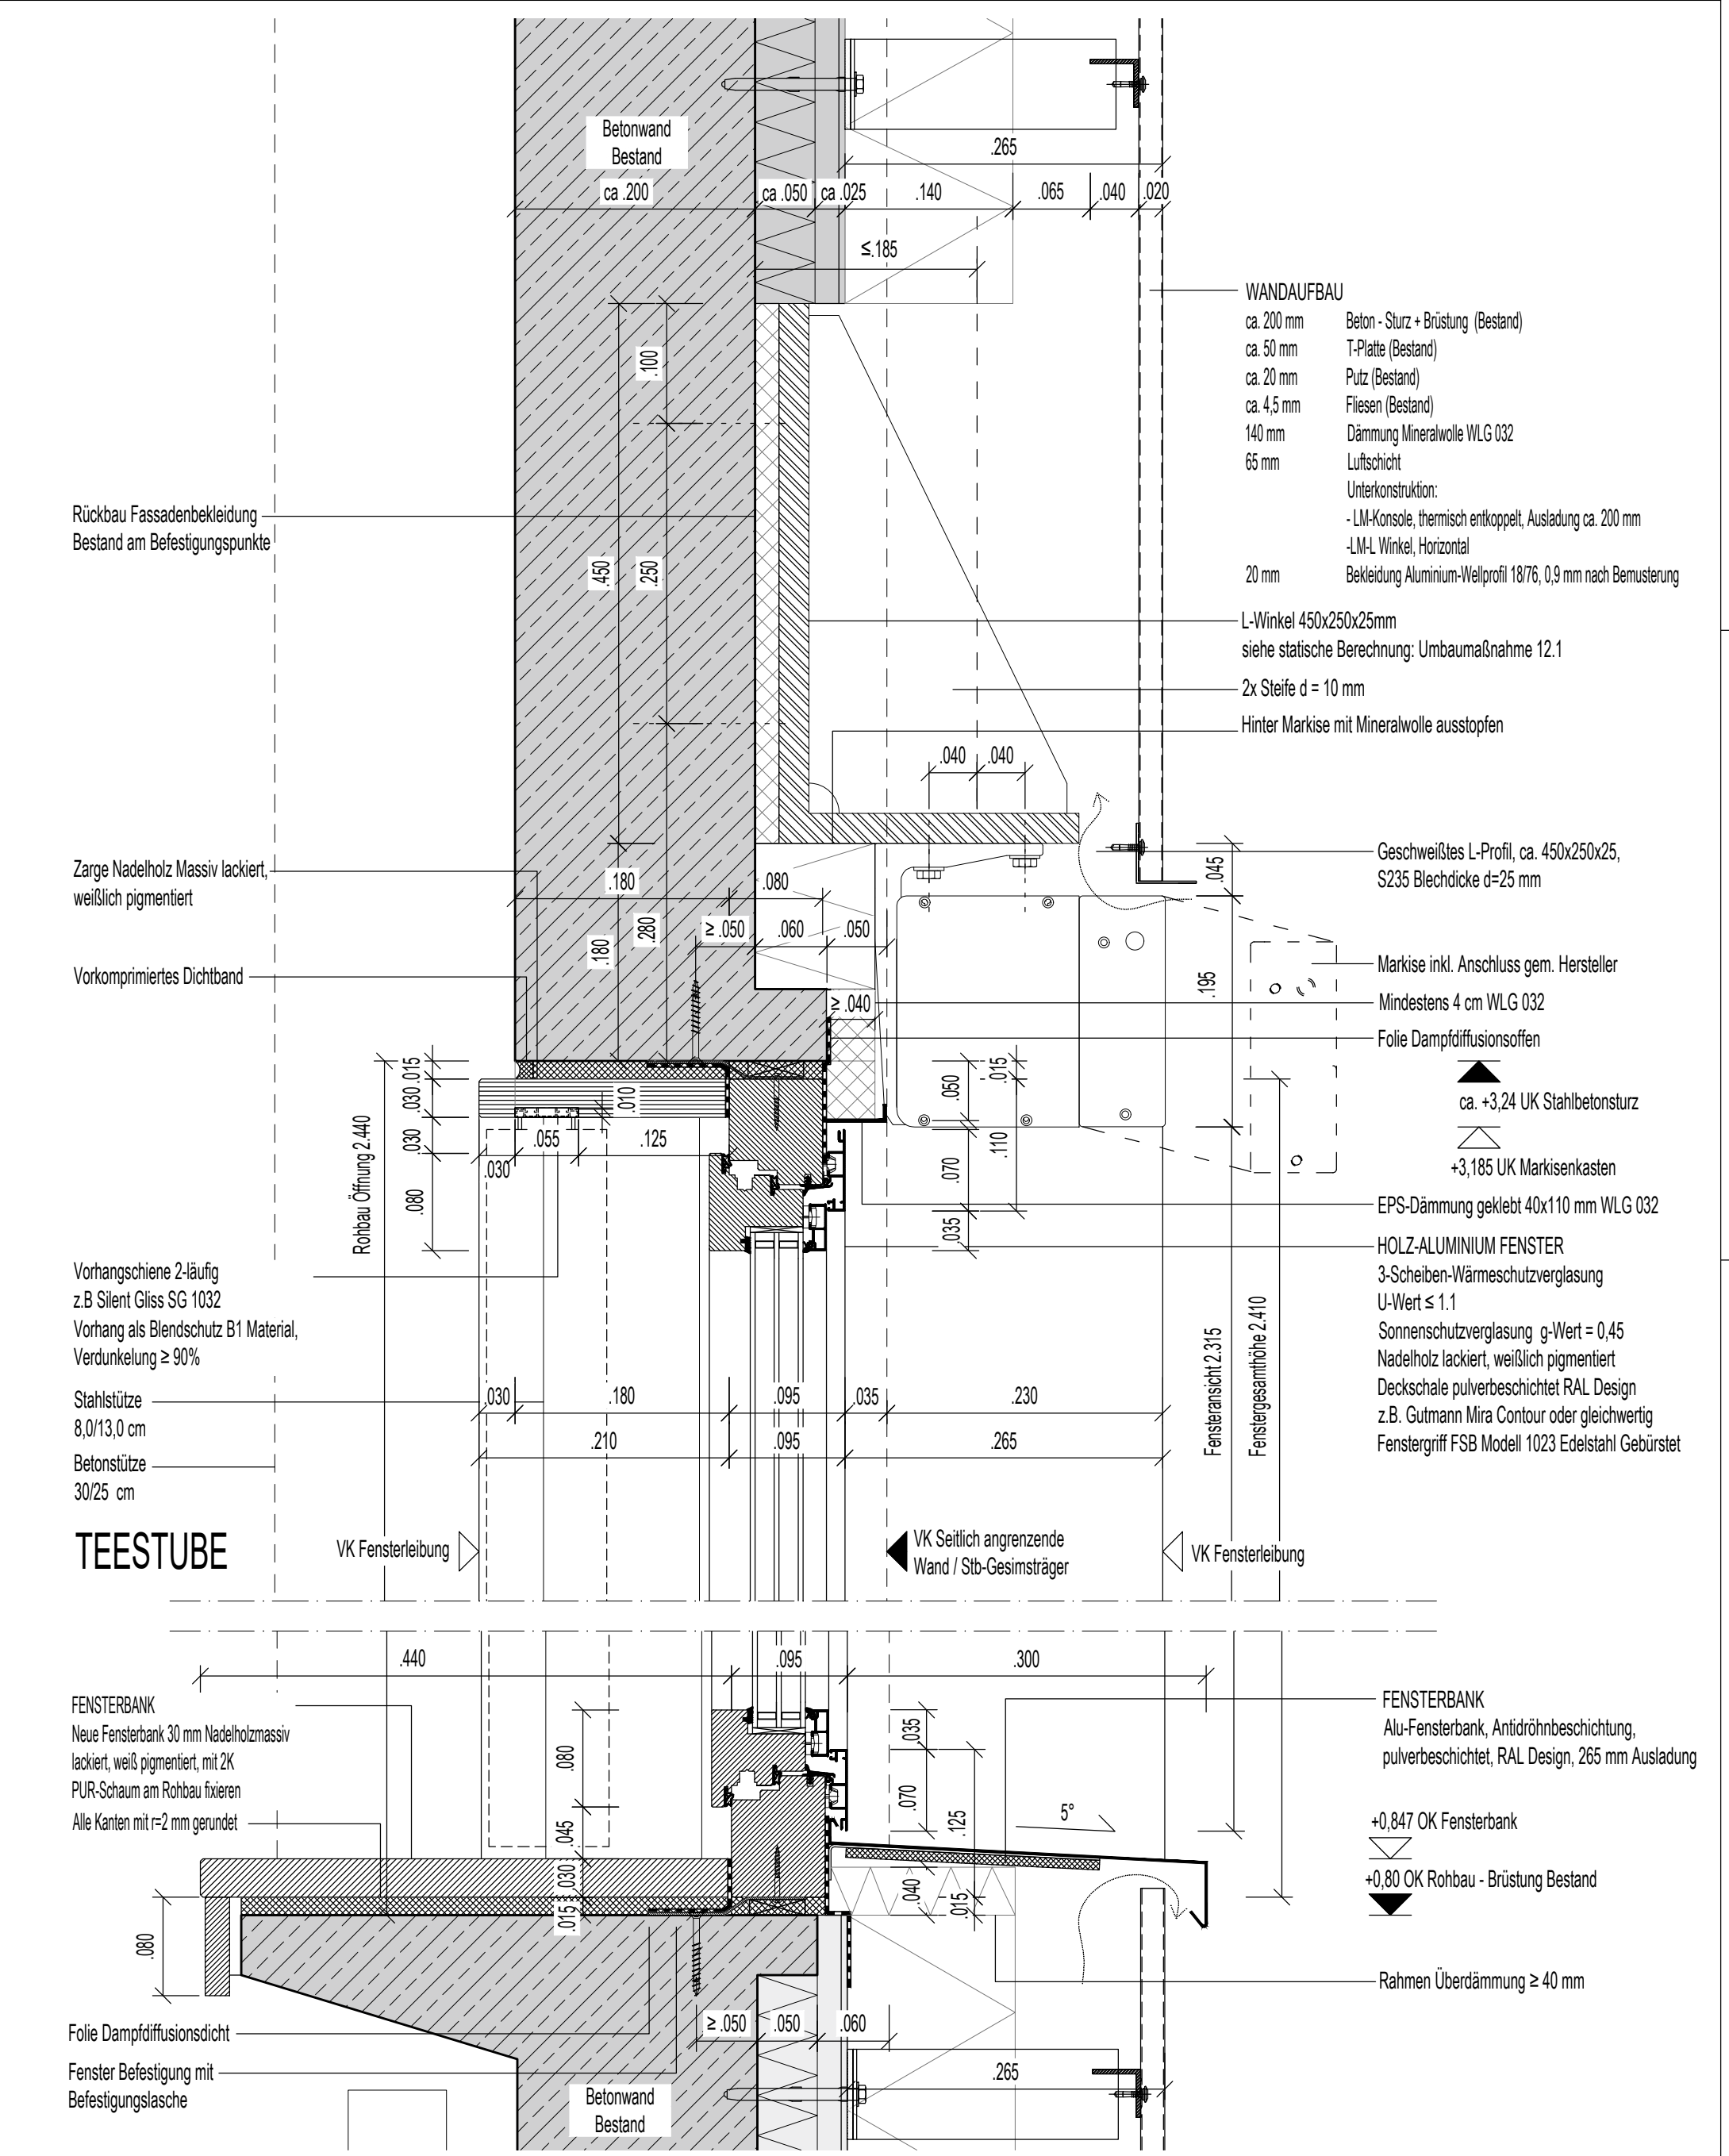 Betonwand
Bestand
ca .200
ca .050
ca .025
.140
.065
.040
.020
.265
≤.185
WANDAUFBAU
ca. 200 mm Beton - Sturz + Brüstung (Bestand)
ca. 50 mm T-Platte (Bestand)
ca. 20 mm Putz (Bestand)
ca. 4,5 mm Fliesen (Bestand)
140 mm Dämmung Mineralwolle WLG 032
65 mm Luftschicht
Unterkonstruktion:
- LM-Konsole, thermisch entkoppelt, Ausladung ca. 200 mm
-LM-L Winkel, Horizontal
20 mm Bekleidung Aluminium-Wellprofil 18/76, 0,9 mm nach Bemusterung
.100
.450
.250
Rückbau Fassadenbekleidung
Bestand am Befestigungspunkte
L-Winkel 450x250x25mm
siehe statische Berechnung: Umbaumaßnahme 12.1
2x Steife d = 10 mm
Hinter Markise mit Mineralwolle ausstopfen
.040
.040
Zarge Nadelholz Massiv lackiert,
weißlich pigmentiert
.180
.080
.045
Geschweißtes L-Profil, ca. 450x250x25,
S235 Blechdicke d=25 mm
.180
.280
≥ .050
.060
.050
Vorkomprimiertes Dichtband
.195
Markise inkl. Anschluss gem. Hersteller
≥ .040
Mindestens 4 cm WLG 032
Folie Dampfdiffusionsoffen
ca. +3,24 UK Stahlbetonsturz
+3,185 UK Markisenkasten
Rohbau Öffnung 2.440
.015
.030
.030
.080
.010
.055
.125
.030
.050
.015
.110
.070
.035
EPS-Dämmung geklebt 40x110 mm WLG 032
HOLZ-ALUMINIUM FENSTER
3-Scheiben-Wärmeschutzverglasung
U-Wert ≤ 1.1
Sonnenschutzverglasung g-Wert = 0,45
Nadelholz lackiert, weißlich pigmentiert
Deckschale pulverbeschichtet RAL Design
z.B. Gutmann Mira Contour oder gleichwertig
Fenstergriff FSB Modell 1023 Edelstahl Gebürstet
Vorhangschiene 2-läufig
z.B Silent Gliss SG 1032
Vorhang als Blendschutz B1 Material,
Verdunkelung ≥ 90%
Stahlstütze
8,0/13,0 cm
Betonstütze
30/25 cm
Fensteransicht 2.315
Fenstergesamthöhe 2.410
.030
.180
.095
.035
.230
.210
.095
.265
TEESTUBE
VK Fensterleibung
VK Seitlich angrenzende
Wand / Stb-Gesimsträger
VK Fensterleibung
.440
.095
.300
FENSTERBANK
Neue Fensterbank 30 mm Nadelholzmassiv
lackiert, weiß pigmentiert, mit 2K
PUR-Schaum am Rohbau fixieren
Alle Kanten mit r=2 mm gerundet
FENSTERBANK
Alu-Fensterbank, Antidröhnbeschichtung,
pulverbeschichtet, RAL Design, 265 mm Ausladung
.080
.045
.030
.015
.035
.070
.125
5°
.040
.015
+0,847 OK Fensterbank
+0,80 OK Rohbau - Brüstung Bestand
.080
Rahmen Überdämmung ≥ 40 mm
Folie Dampfdiffusionsdicht
Fenster Befestigung mit
Befestigungslasche
≥ .050
.050
.060
.265
Betonwand
Bestand